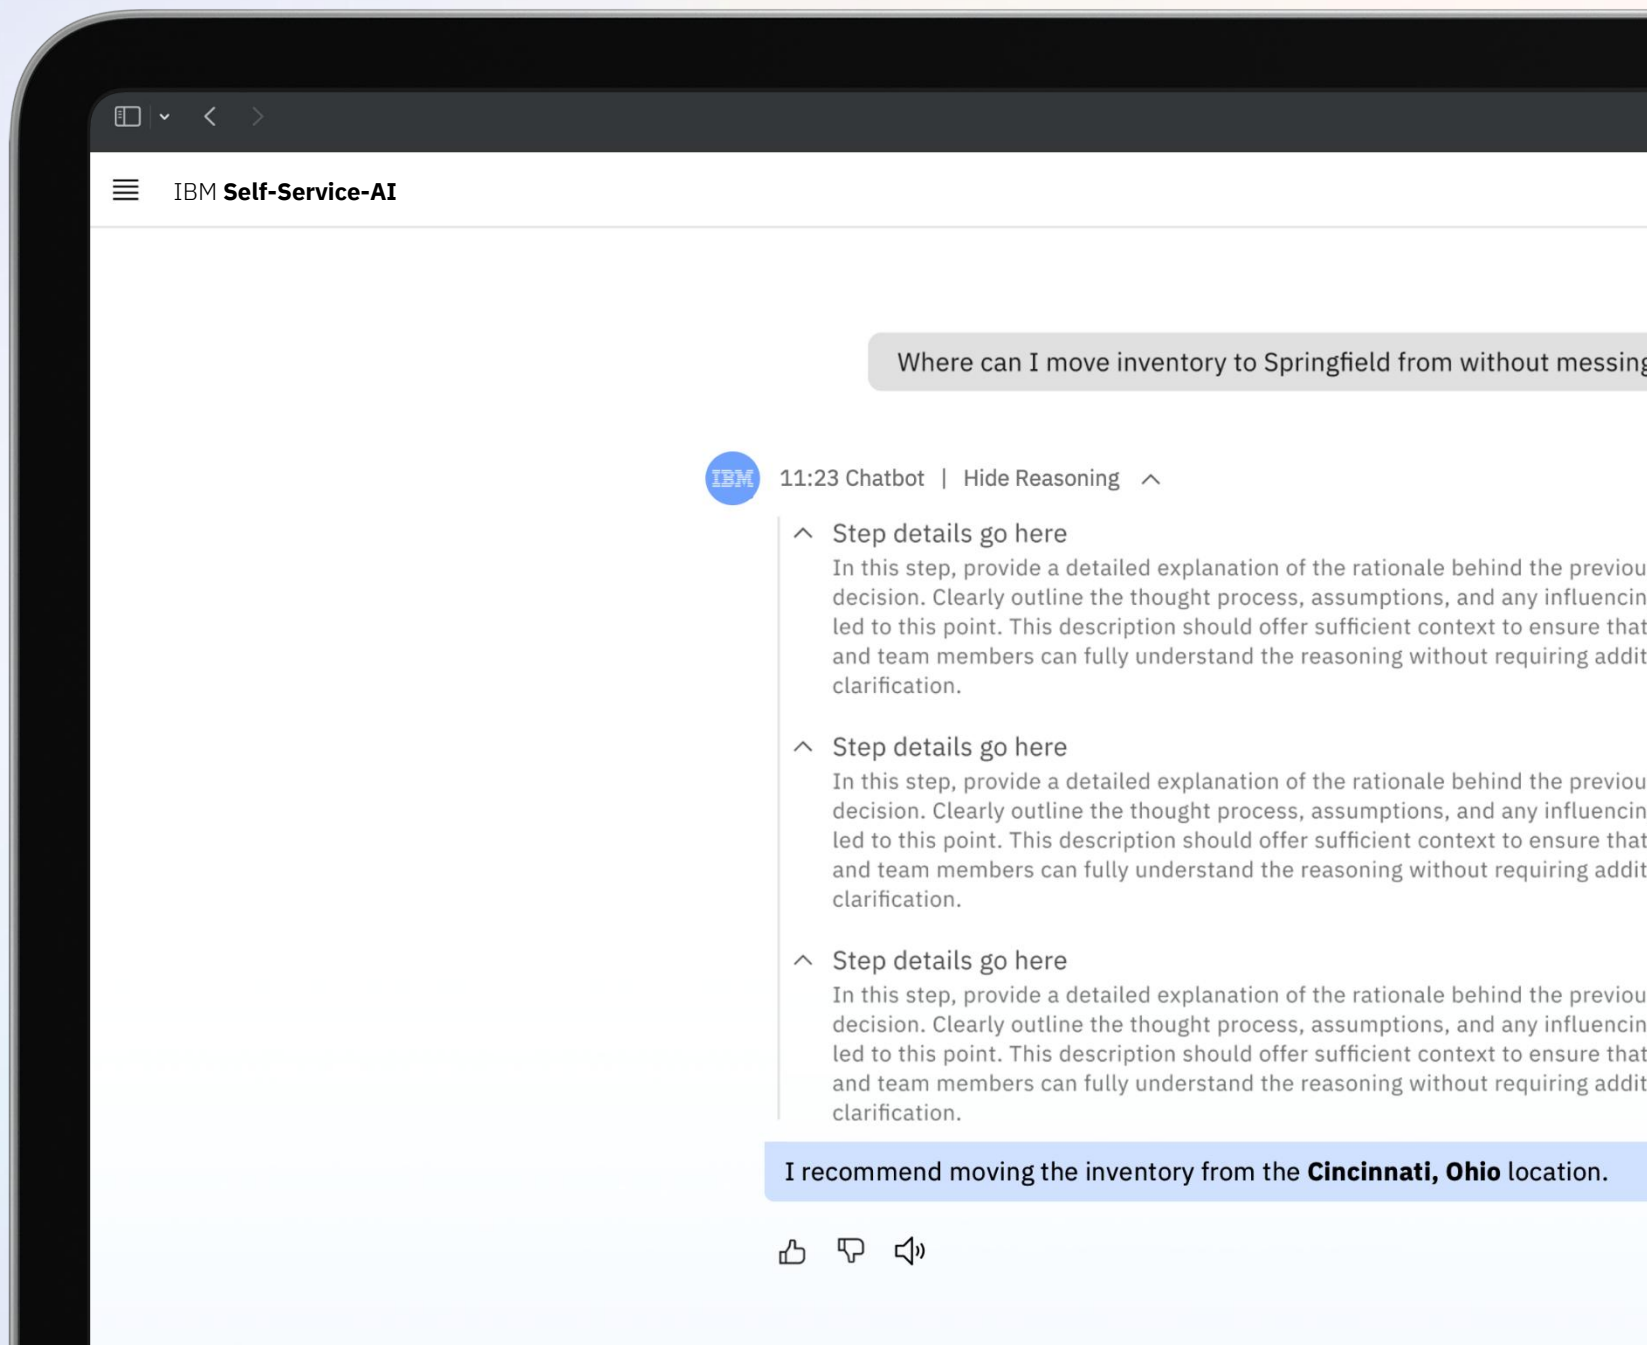 IBM Self-Service-AI
Where can I move inventory to Springfield from without messing
IBM
11:23 Chatbot | Hide Reasoning
Step details go here
In this step, provide a detailed explanation of the rationale behind the previou
decision. Clearly outline the thought process, assumptions, and any influencin
led to this point. This description should offer sufficient context to ensure that
and team members can fully understand the reasoning without requiring addit
clarification.
Step details go here
In this step, provide a detailed explanation of the rationale behind the previou
decision. Clearly outline the thought process, assumptions, and any influencin
led to this point. This description should offer sufficient context to ensure that
and team members can fully understand the reasoning without requiring addit
clarification.
Step details go here
In this step, provide a detailed explanation of the rationale behind the previou
decision. Clearly outline the thought process, assumptions, and any influencin
led to this point. This description should offer sufficient context to ensure that
and team members can fully understand the reasoning without requiring addit
clarification.
I recommend moving the inventory from the Cincinnati, Ohio location.